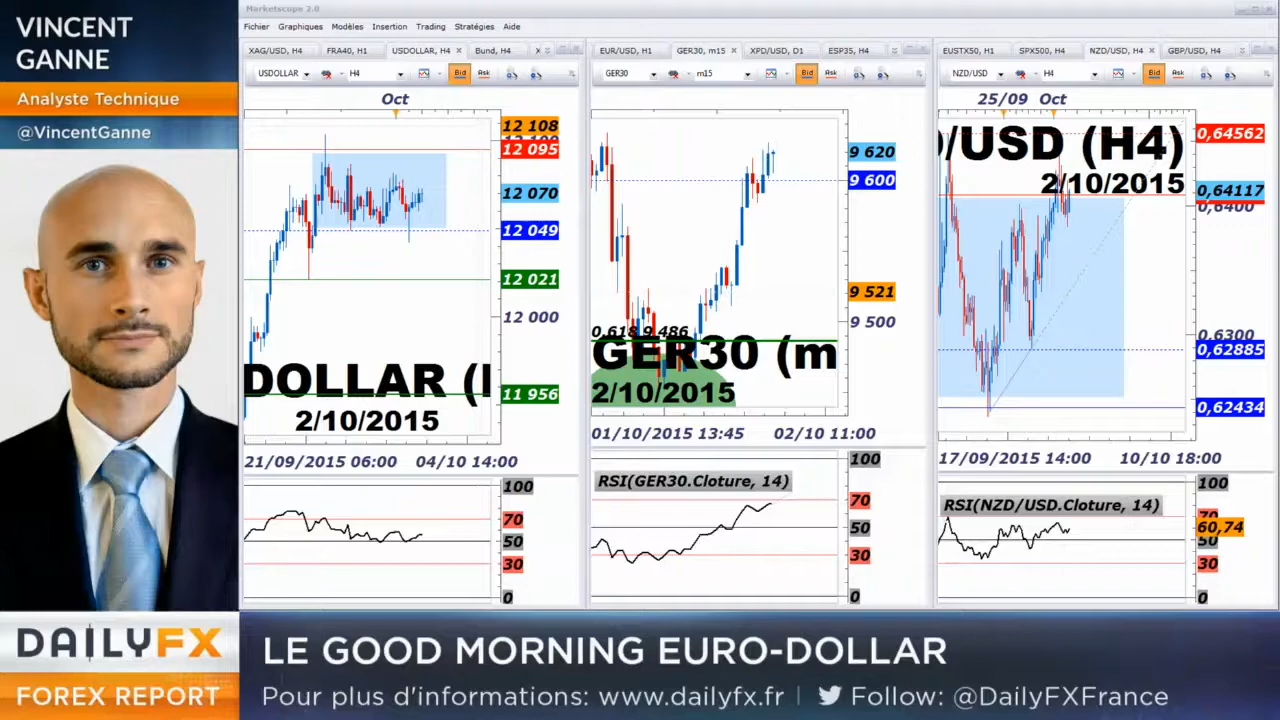 VINCENT
GANNE
Analyste Technique
@VincentGanne
Marketscope 2.0
Fichier Graphiques Modèles Insertion Trading Stratégies Aide
XAG/USD, H4 FRA40, H1 USDOLLAR, H4 Bund, H4
USDOLLAR H4 Bid Ask
Oct
12 108
12 095
12 070
12 049
12 021
12 000
11 956
DOLLAR (
2/10/2015
21/09/2015 06:00 04/10 14:00
100
70
50
30
0
EUR/USD, H1 GER30, m15 XPD/USD, D1 ESP35, H4
GER30 m15 Bid Ask
9 620
9 600
9 521
9 500
0,618 9 486
GER30 (m
2/10/2015
01/10/2015 13:45 02/10 11:00
RSI(GER30.Cloture, 14)
100
70
50
30
0
EUSTX50, H1 SPX500, H4 NZD/USD, H4 GBP/USD, H4
NZD/USD H4 Bid Ask
25/09 Oct
/USD (H4)
2/10/2015
0,64562
0,64117
0,6400
0,6300
0,62885
0,62434
17/09/2015 14:00 10/10 18:00
RSI(NZD/USD.Cloture, 14)
100
70
60,74
50
30
0
DAILYFX
FOREX REPORT
LE GOOD MORNING EURO-DOLLAR
Pour plus d'informations: www.dailyfx.fr | Follow: @DailyFXFrance